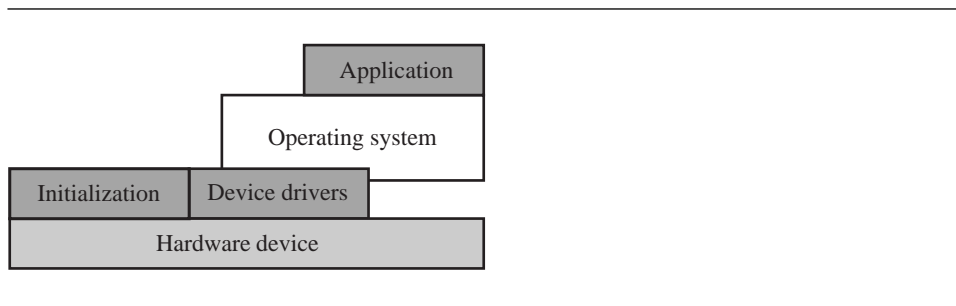 Application
Operating system
Initialization
Device drivers
Hardware device